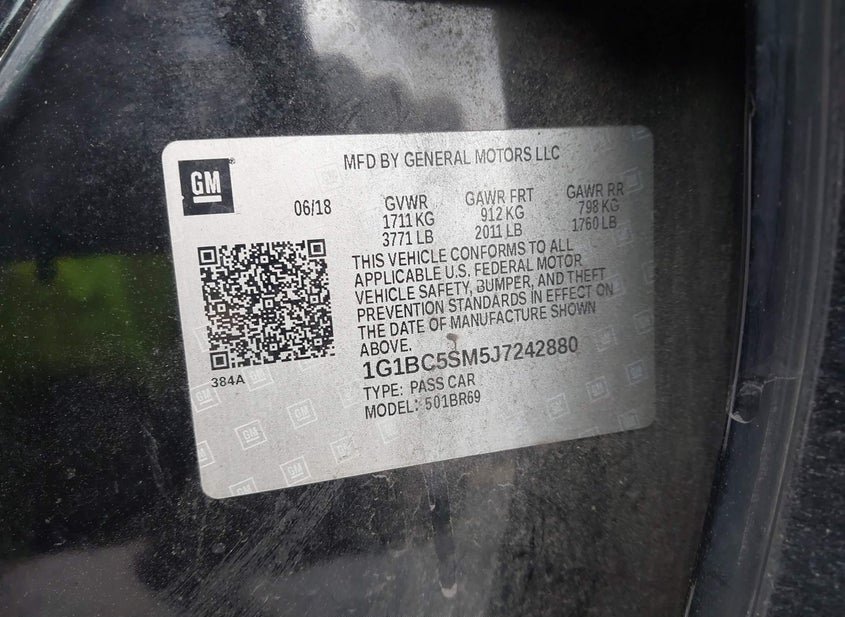 GM
MFD BY GENERAL MOTORS LLC
06/18
GVWR GAWR FRT GAWR RR
1711 KG 912 KG 798 KG
3771 LB 2011 LB 1760 LB
THIS VEHICLE CONFORMS TO ALL
APPLICABLE U.S. FEDERAL MOTOR
VEHICLE SAFETY, BUMPER, AND THEFT
PREVENTION STANDARDS IN EFFECT ON
THE DATE OF MANUFACTURE SHOWN
ABOVE.
384A
1G1BC5SM5J7242880
TYPE: PASS CAR
MODEL: 501BR69